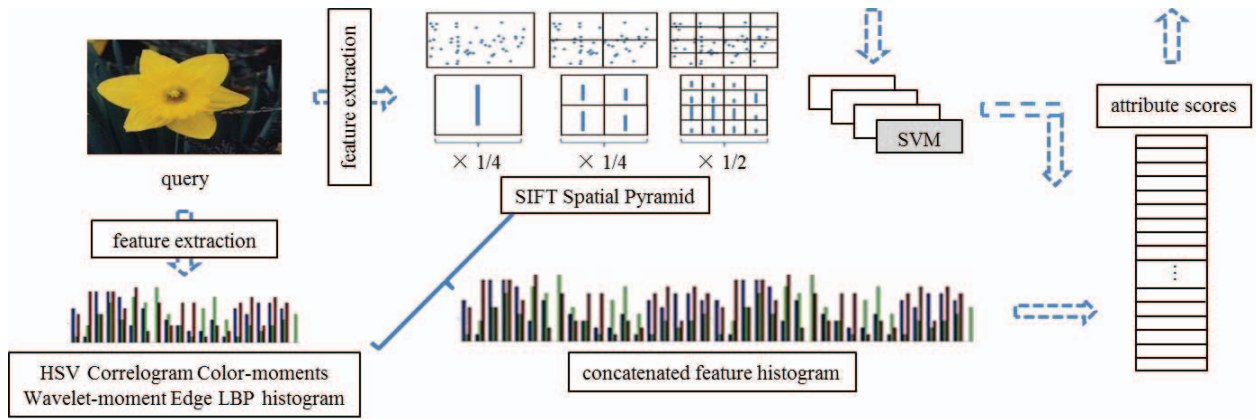 feature extraction
query
× 1/4
× 1/4
× 1/2
SIFT Spatial Pyramid
SVM
attribute scores
feature extraction
HSV Correlogram Color-moments
Wavelet-moment Edge LBP histogram
concatenated feature histogram